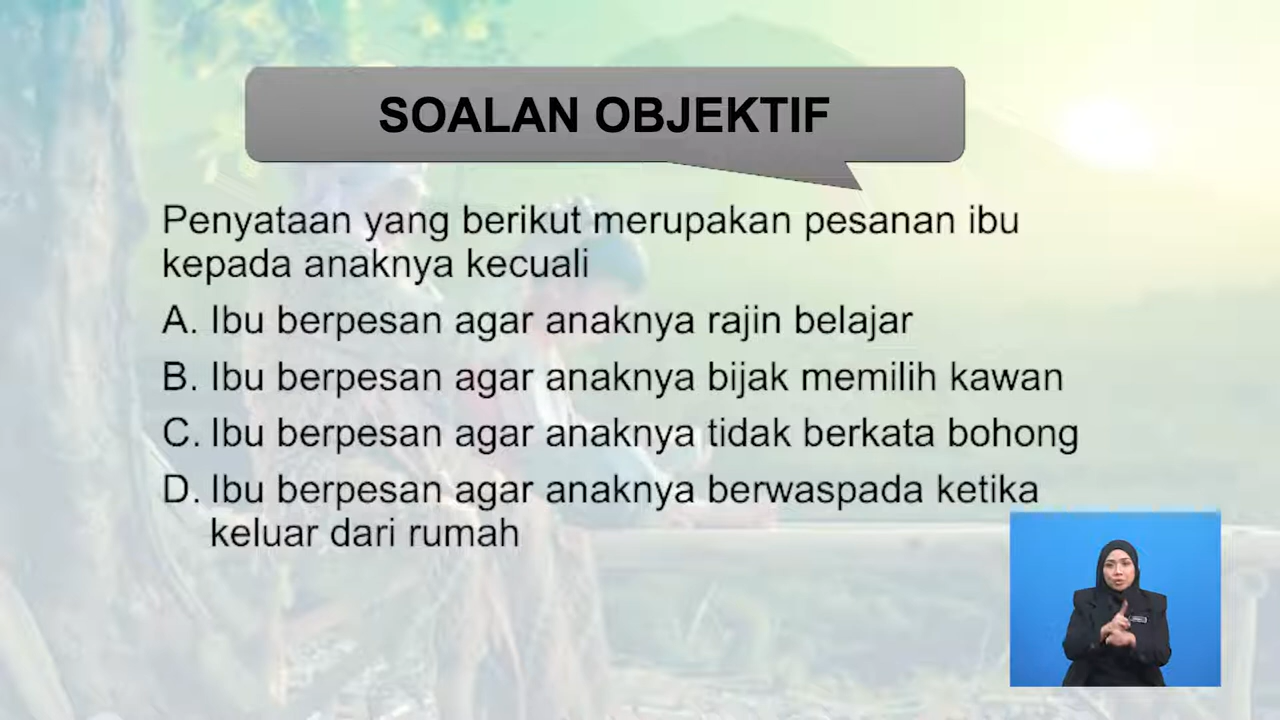 SOALAN OBJEKTIF
Penyataan yang berikut merupakan pesanan ibu
kepada anaknya kecuali
A. Ibu berpesan agar anaknya rajin belajar
B. Ibu berpesan agar anaknya bijak memilih kawan
C. Ibu berpesan agar anaknya tidak berkata bohong
D. Ibu berpesan agar anaknya berwaspada ketika
keluar dari rumah